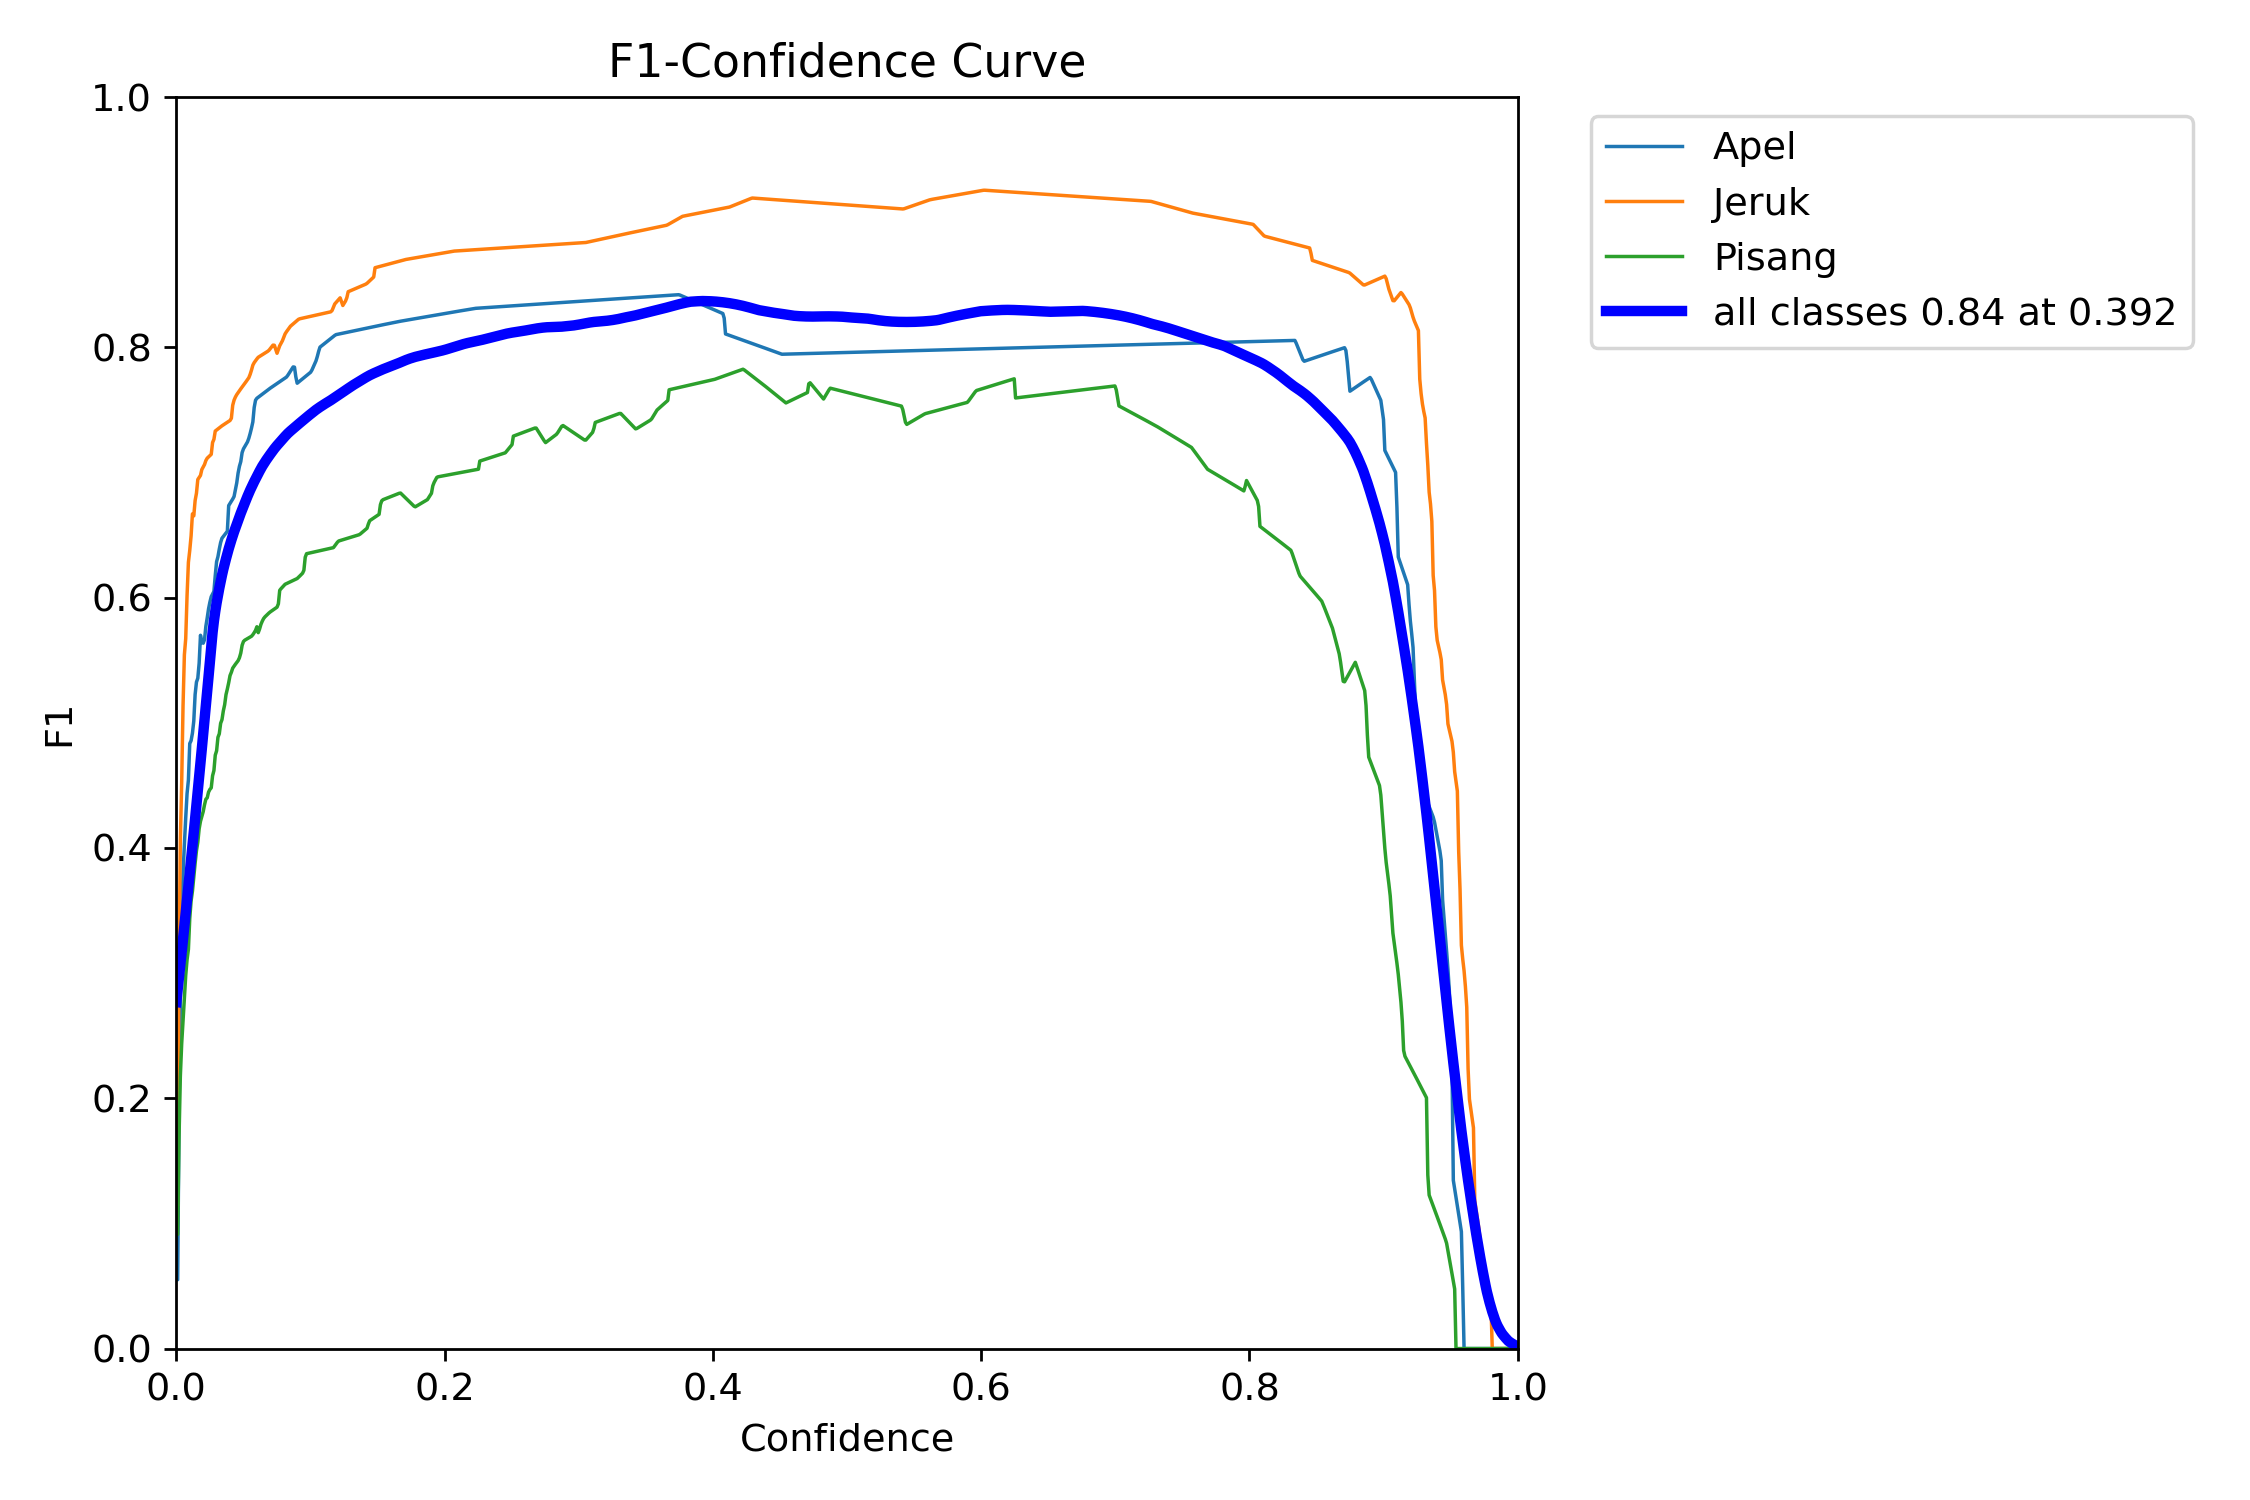 F1-Confidence Curve
1.0
0.8
0.6
0.4
0.2
0.0
F1
0.0 0.2 0.4 0.6 0.8 1.0
Confidence
Apel
Jeruk
Pisang
all classes 0.84 at 0.392